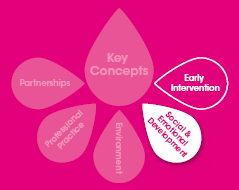 Key
Concepts
Partnerships
Early
Intervention
Professional
Practice
Environment
Social &
Emotional
Development